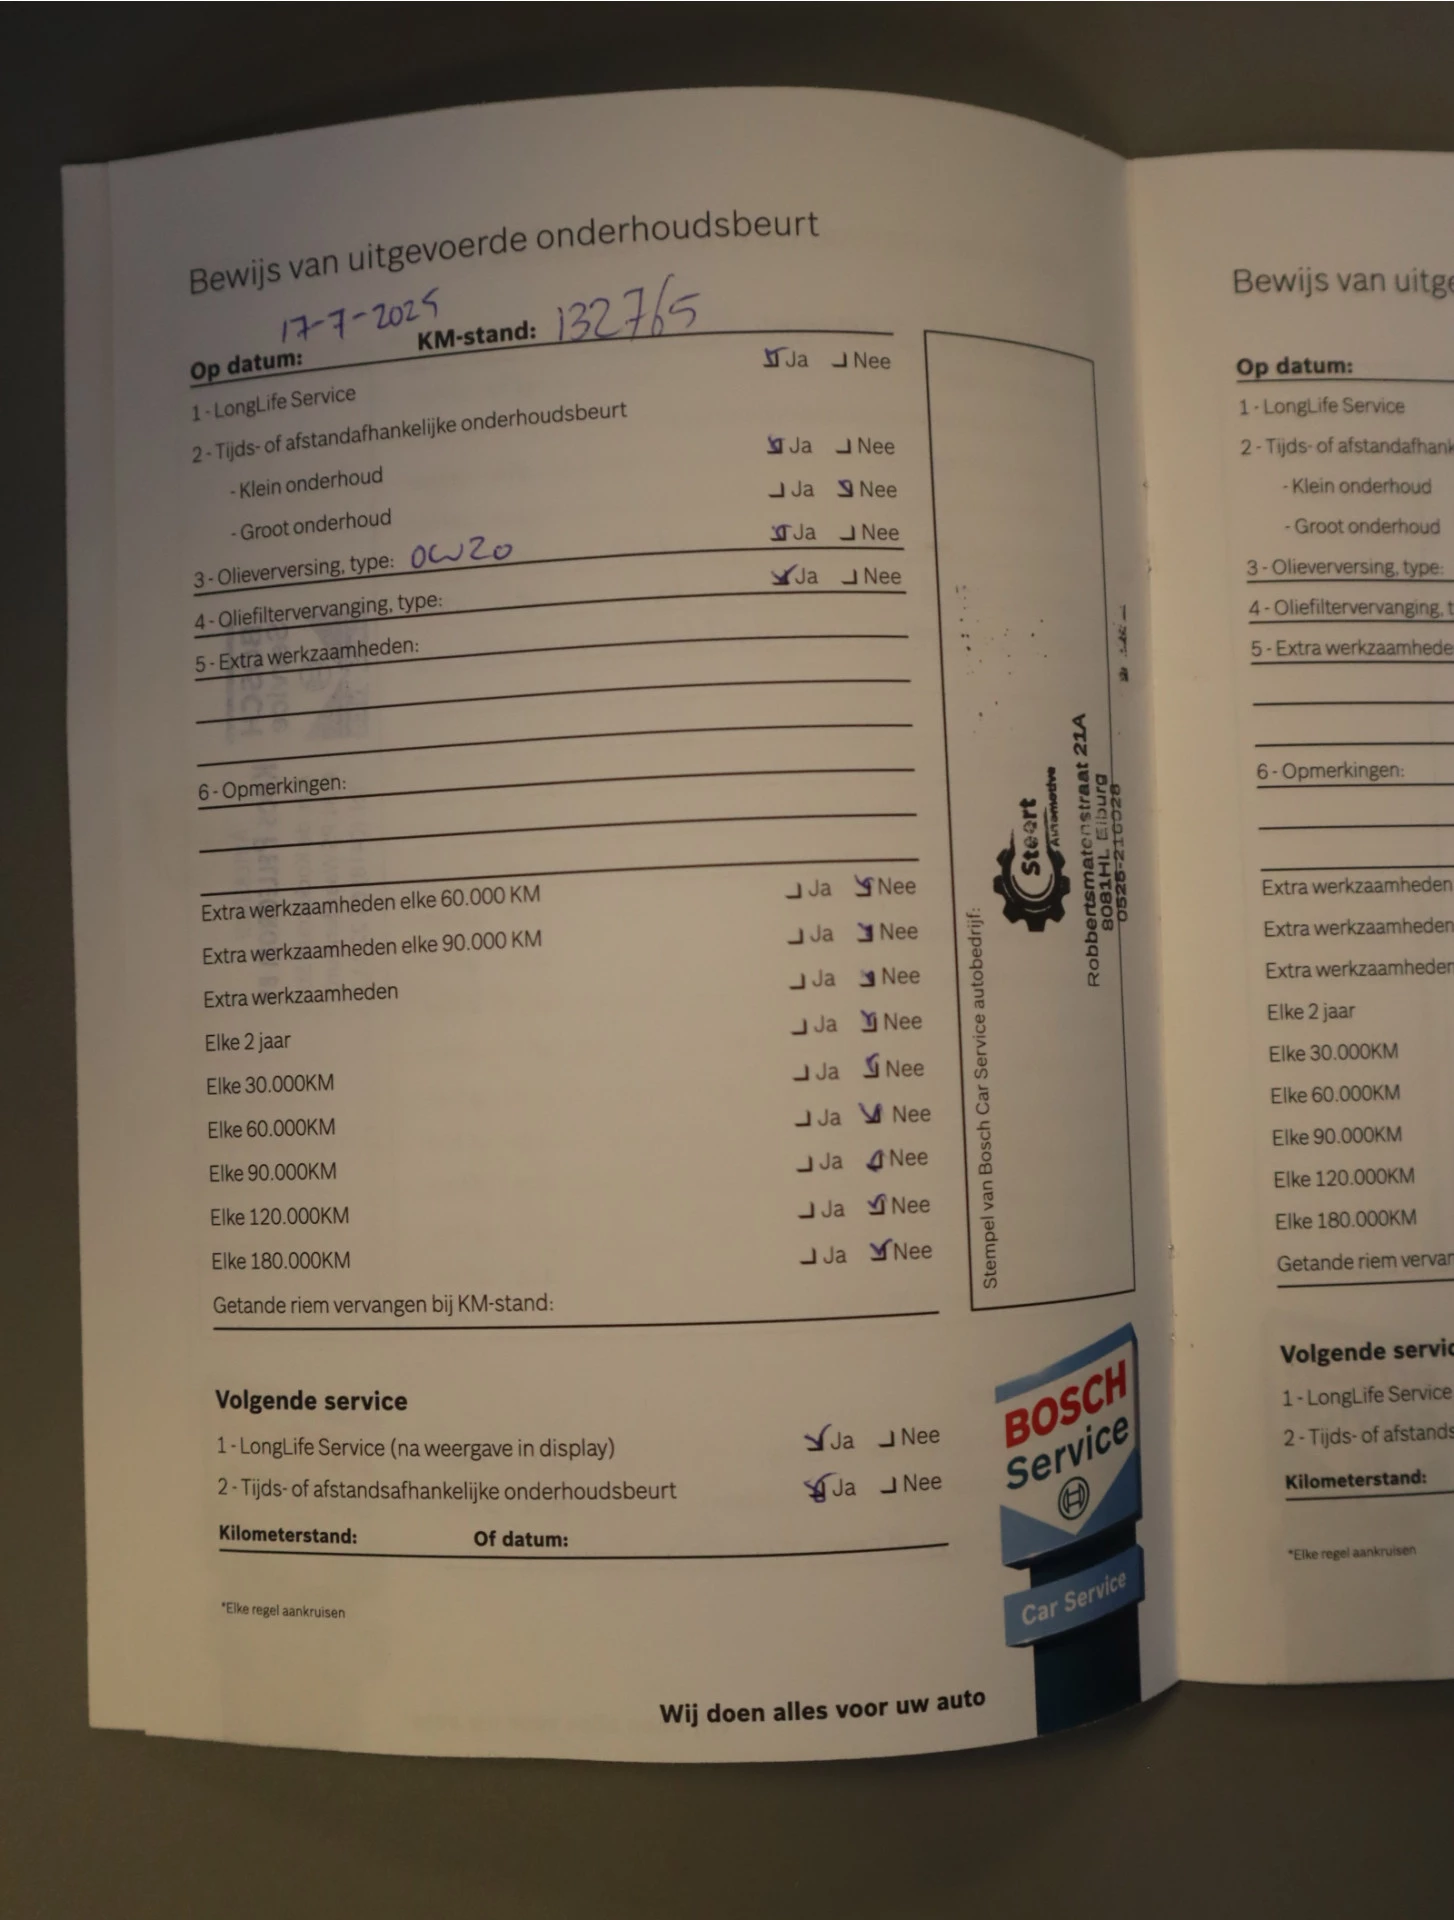 Bewijs van uitgevoerde onderhoudsbeurt
Op datum: 17-7-2025 KM-stand: 132765
1 - LongLife Service Ja Nee
2 - Tijds- of afstandafhankelijke onderhoudsbeurt
- Klein onderhoud Ja Nee
- Groot onderhoud Ja Nee
3 - Olieverversing, type: 0W20 Ja Nee
4 - Oliefiltervervanging, type: Ja Nee
5 - Extra werkzaamheden:
6 - Opmerkingen:
Extra werkzaamheden elke 60.000 KM Ja Nee
Extra werkzaamheden elke 90.000 KM Ja Nee
Extra werkzaamheden Ja Nee
Elke 2 jaar Ja Nee
Elke 30.000KM Ja Nee
Elke 60.000KM Ja Nee
Elke 90.000KM Ja Nee
Elke 120.000KM Ja Nee
Elke 180.000KM Ja Nee
Getande riem vervangen bij KM-stand:
Stempel van Bosch Car Service autobedrijf:
Steert
Automotive
Robbertsmatenstraat 21A
8081HL Elburg
0525-216028
Volgende service
1 - LongLife Service (na weergave in display) Ja Nee
2 - Tijds- of afstandsafhankelijke onderhoudsbeurt Ja Nee
Kilometerstand: Of datum:
*Elke regel aankruisen
BOSCH
Service
Car Service
Wij doen alles voor uw auto
Bewijs van uitge
Op datum:
1 - LongLife Service
2 - Tijds- of afstandafhank
- Klein onderhoud
- Groot onderhoud
3 - Olieverversing, type:
4 - Oliefiltervervanging, t
5 - Extra werkzaamhede
6 - Opmerkingen:
Extra werkzaamheden
Extra werkzaamheden
Extra werkzaamheden
Elke 2 jaar
Elke 30.000KM
Elke 60.000KM
Elke 90.000KM
Elke 120.000KM
Elke 180.000KM
Getande riem vervar
Volgende servic
1 - LongLife Service
2 - Tijds- of afstands
Kilometerstand:
*Elke regel aankruisen